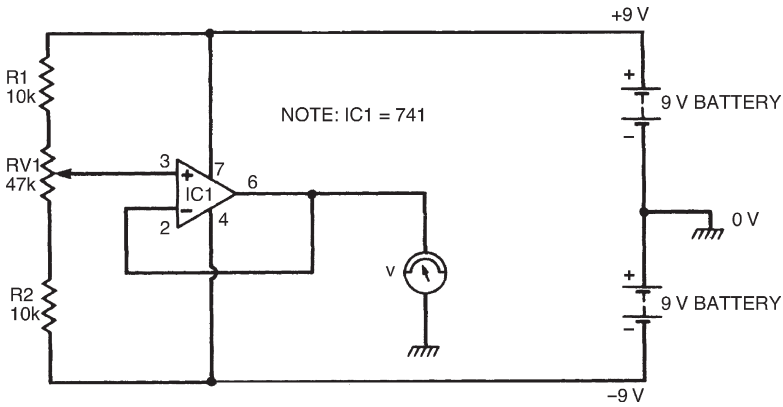 +9 V
R1
10k
+
9 V BATTERY
−
NOTE: IC1 = 741
RV1
47k
3
+
7
IC1
6
−
2
4
0 V
V
R2
10k
+
9 V BATTERY
−
−9 V